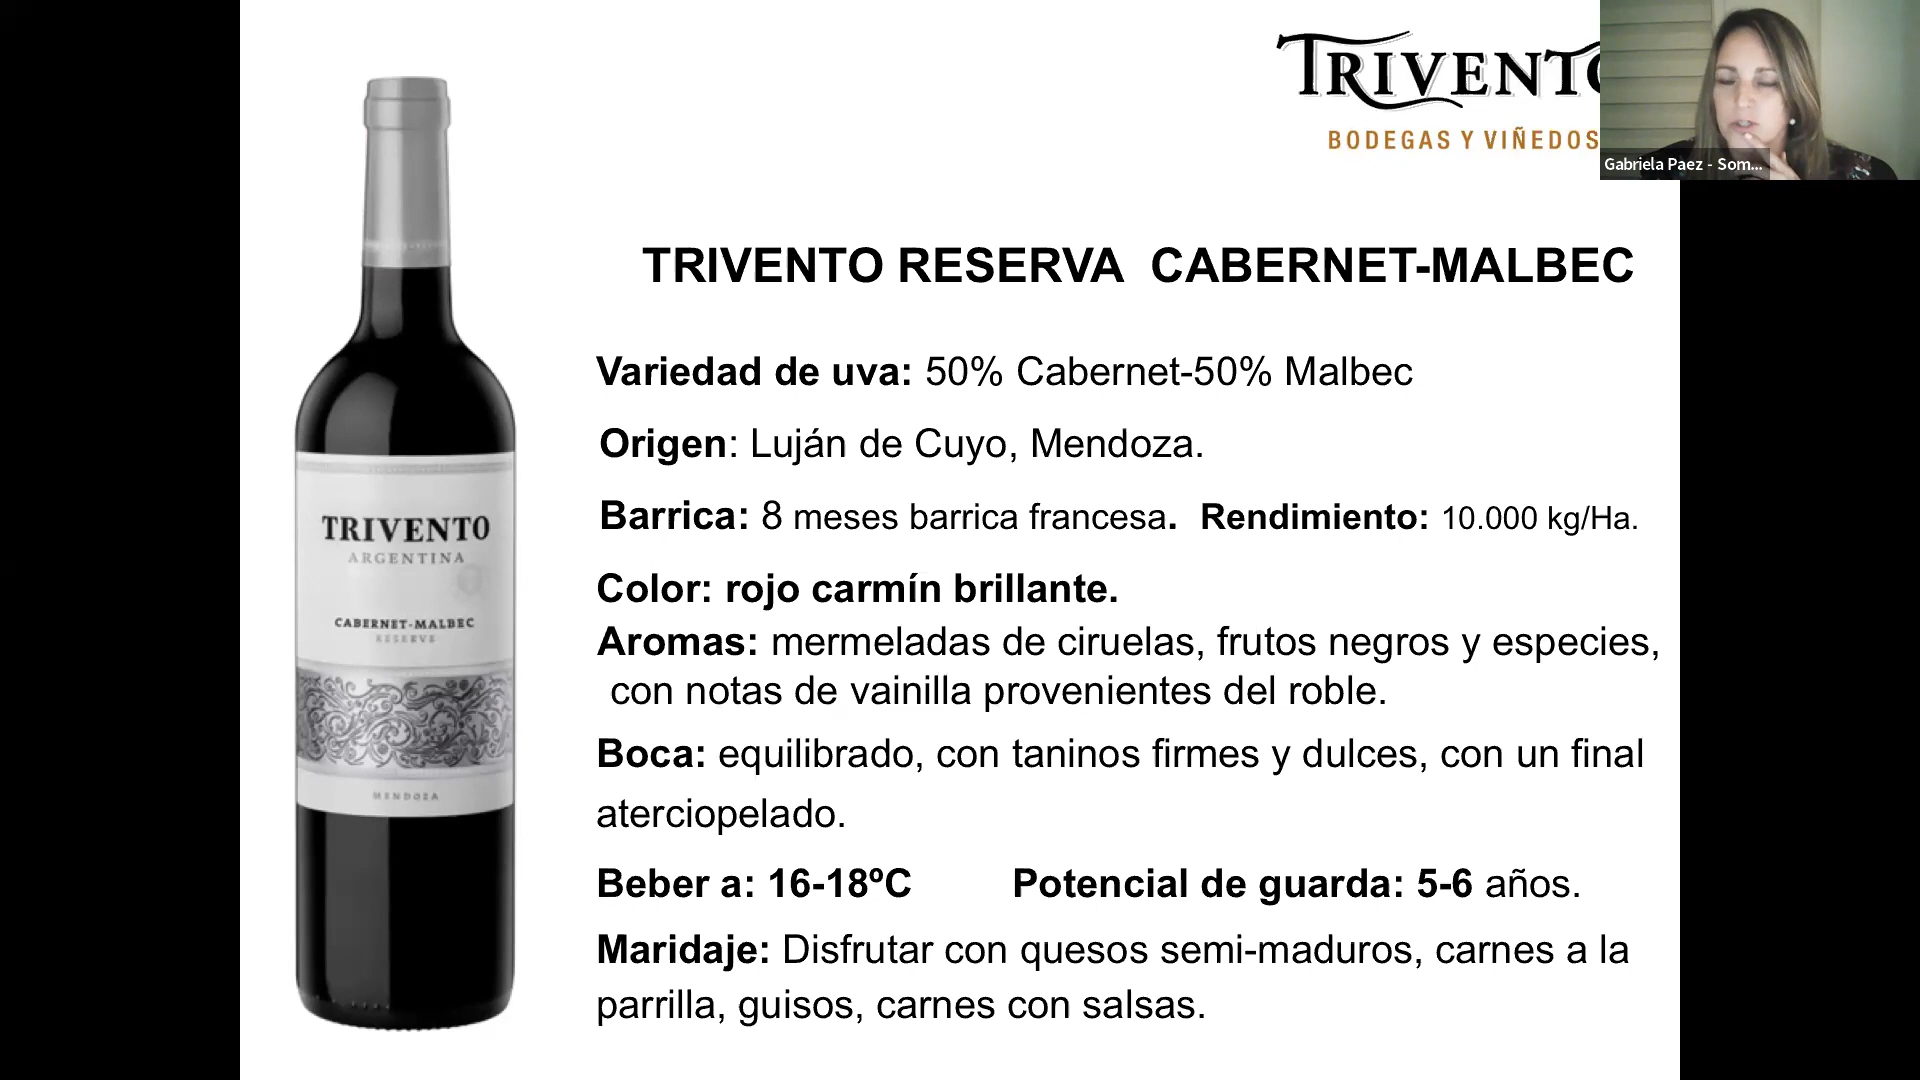 TRIVENTO
BODEGAS Y VIÑEDOS
Gabriela Paez - Som...
TRIVENTO RESERVA CABERNET-MALBEC
Variedad de uva: 50% Cabernet-50% Malbec
Origen: Luján de Cuyo, Mendoza.
Barrica: 8 meses barrica francesa. Rendimiento: 10.000 kg/Ha.
Color: rojo carmín brillante.
Aromas: mermeladas de ciruelas, frutos negros y especies,
con notas de vainilla provenientes del roble.
Boca: equilibrado, con taninos firmes y dulces, con un final
aterciopelado.
Beber a: 16-18ºC Potencial de guarda: 5-6 años.
Maridaje: Disfrutar con quesos semi-maduros, carnes a la
parrilla, guisos, carnes con salsas.
TRIVENTO
ARGENTINA
CABERNET-MALBEC
RESERVE
MENDOZA